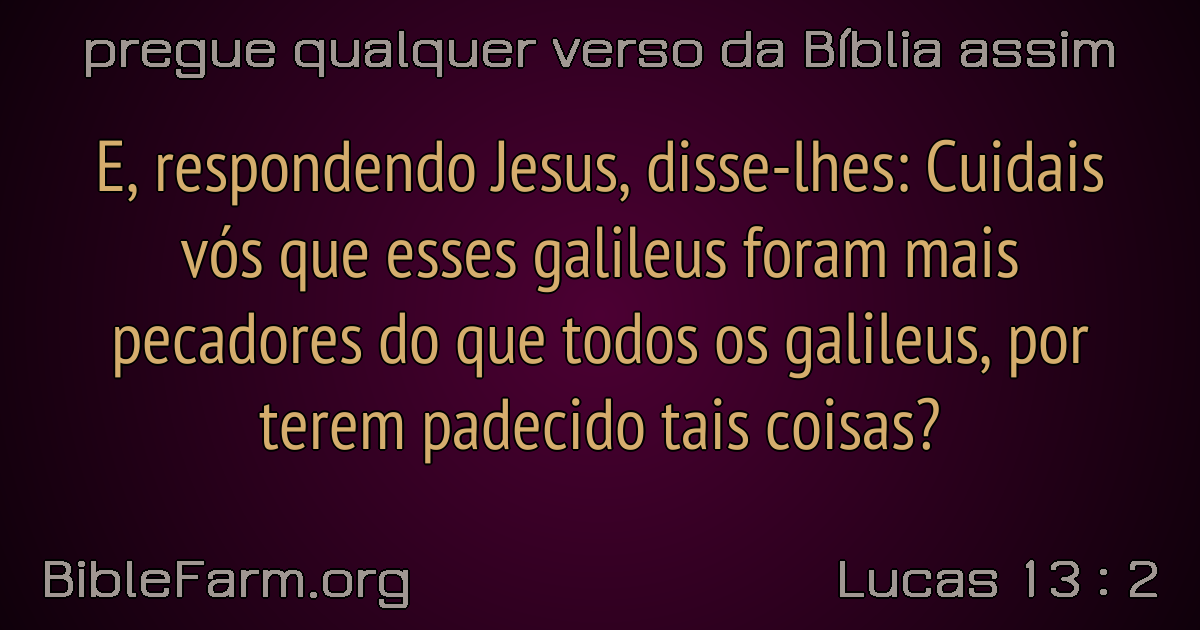 pregue qualquer verso da Bíblia assim
E, respondendo Jesus, disse-lhes: Cuidais
vós que esses galileus foram mais
pecadores do que todos os galileus, por
terem padecido tais coisas?
BibleFarm.org
Lucas 13 : 2